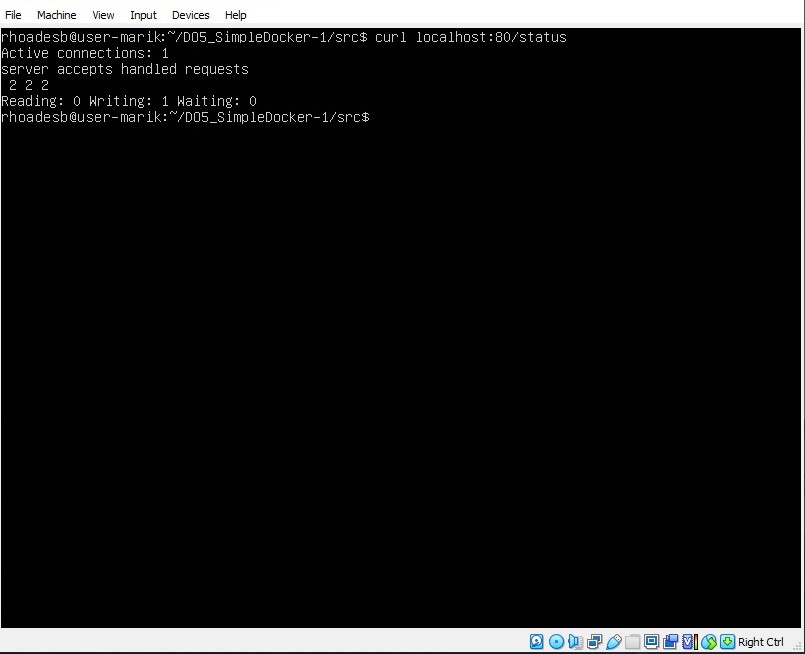 File Machine View Input Devices Help
rhoadesb@user-marik:~/DO5_SimpleDocker-1/src$ curl localhost:80/status
Active connections: 1
server accepts handled requests
 2 2 2
Reading: 0 Writing: 1 Waiting: 0
rhoadesb@user-marik:~/DO5_SimpleDocker-1/src$
Right Ctrl